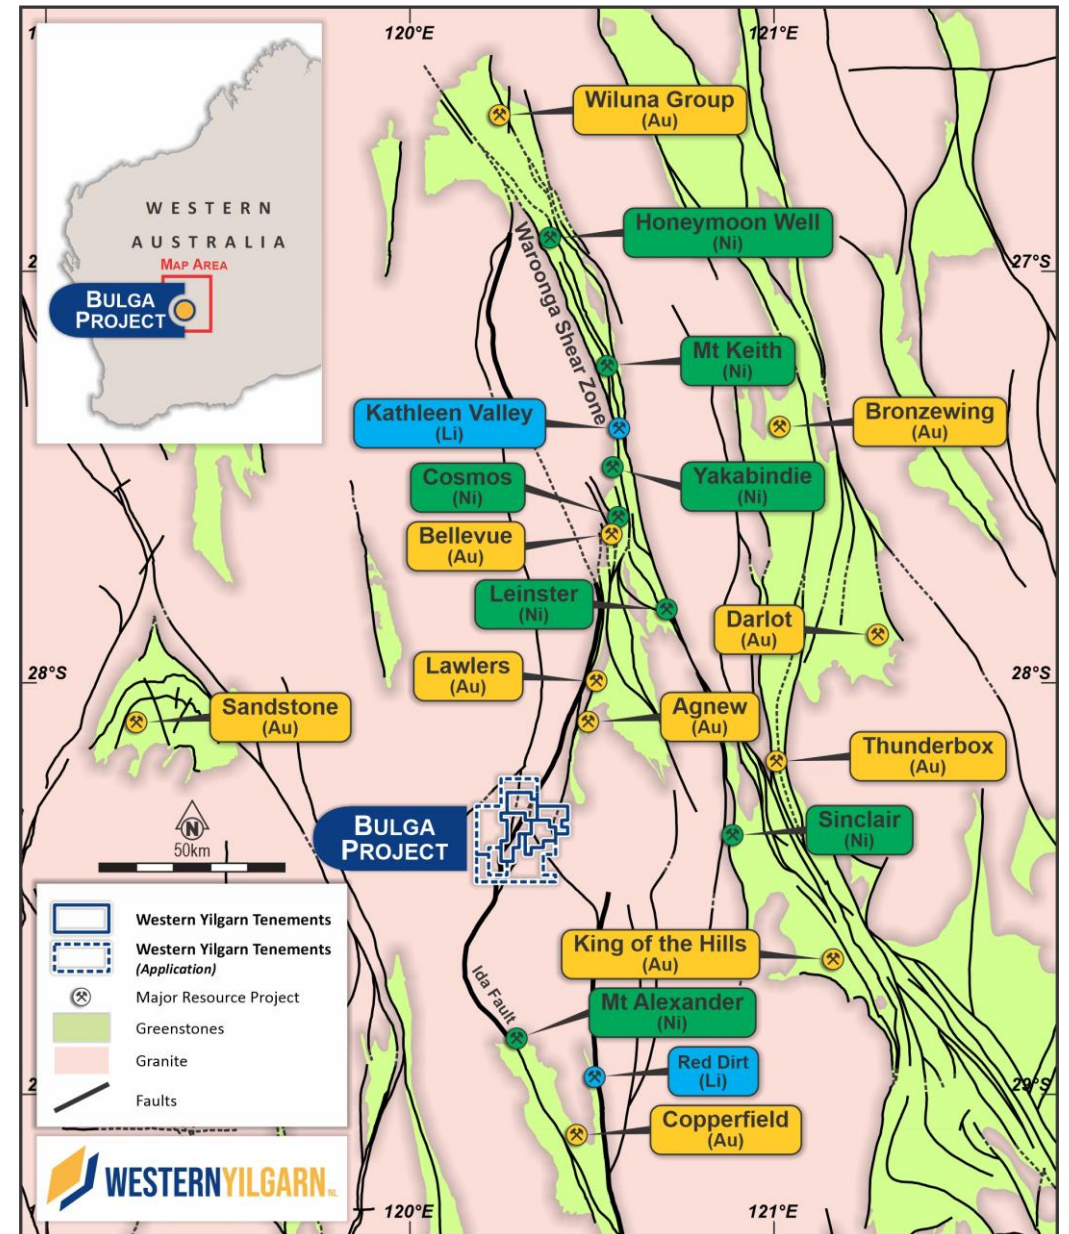 120°E
121°E
Wiluna Group
(Au)
WESTERN
AUSTRALIA
MAP AREA
BULGA
PROJECT
Honeymoon Well
(Ni)
27°S
Waroonga Shear Zone
Mt Keith
(Ni)
Kathleen Valley
(Li)
Bronzewing
(Au)
Cosmos
(Ni)
Yakabindie
(Ni)
Bellevue
(Au)
Leinster
(Ni)
Darlot
(Au)
28°S
Lawlers
(Au)
28°S
Sandstone
(Au)
Agnew
(Au)
Thunderbox
(Au)
N
50km
BULGA
PROJECT
Sinclair
(Ni)
Western Yilgarn Tenements
Western Yilgarn Tenements
(Application)
Major Resource Project
Greenstones
Granite
Faults
King of the Hills
(Au)
Ida Fault
Mt Alexander
(Ni)
Red Dirt
(Li)
29°S
Copperfield
(Au)
WESTERNYILGARN NL
120°E
121°E